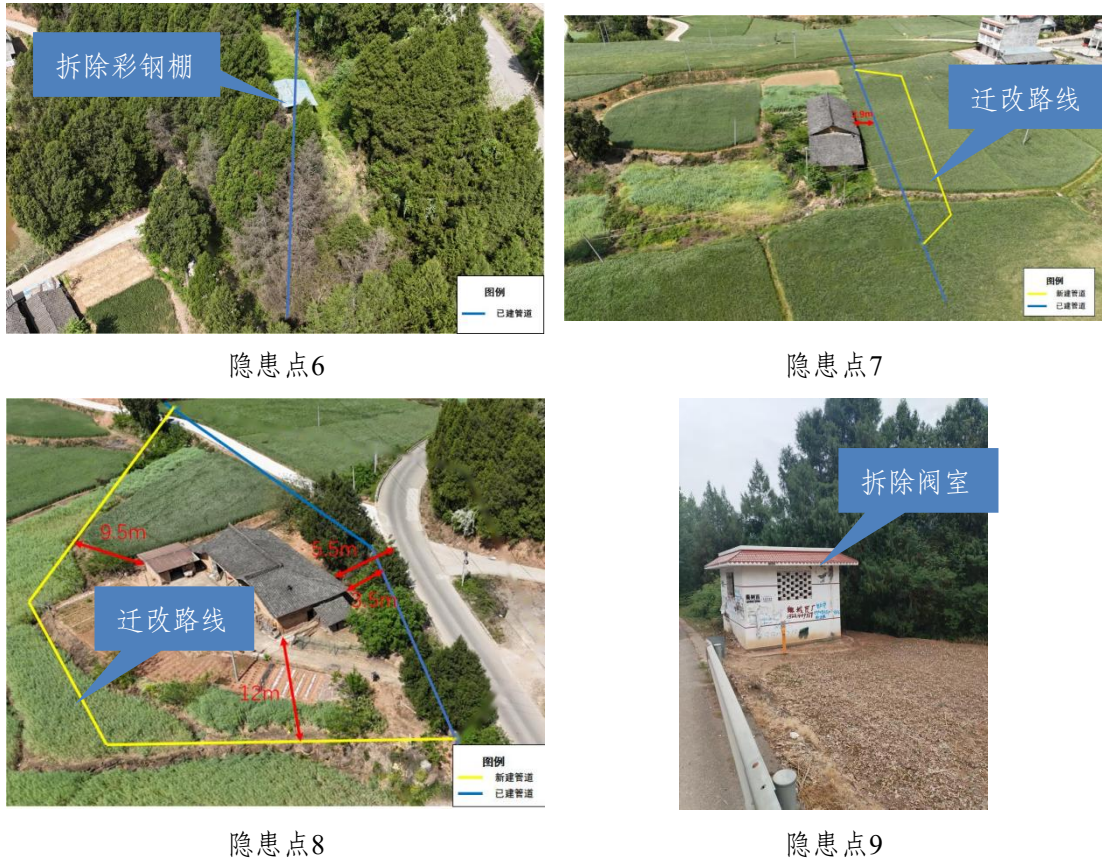 拆除彩钢棚
图例
已建管道
隐患点6
迁改路线
图例
新建管道
已建管道
隐患点7
9.5m
5.5m
3.5m
迁改路线
12m
图例
新建管道
已建管道
隐患点8
拆除阀室
隐患点9